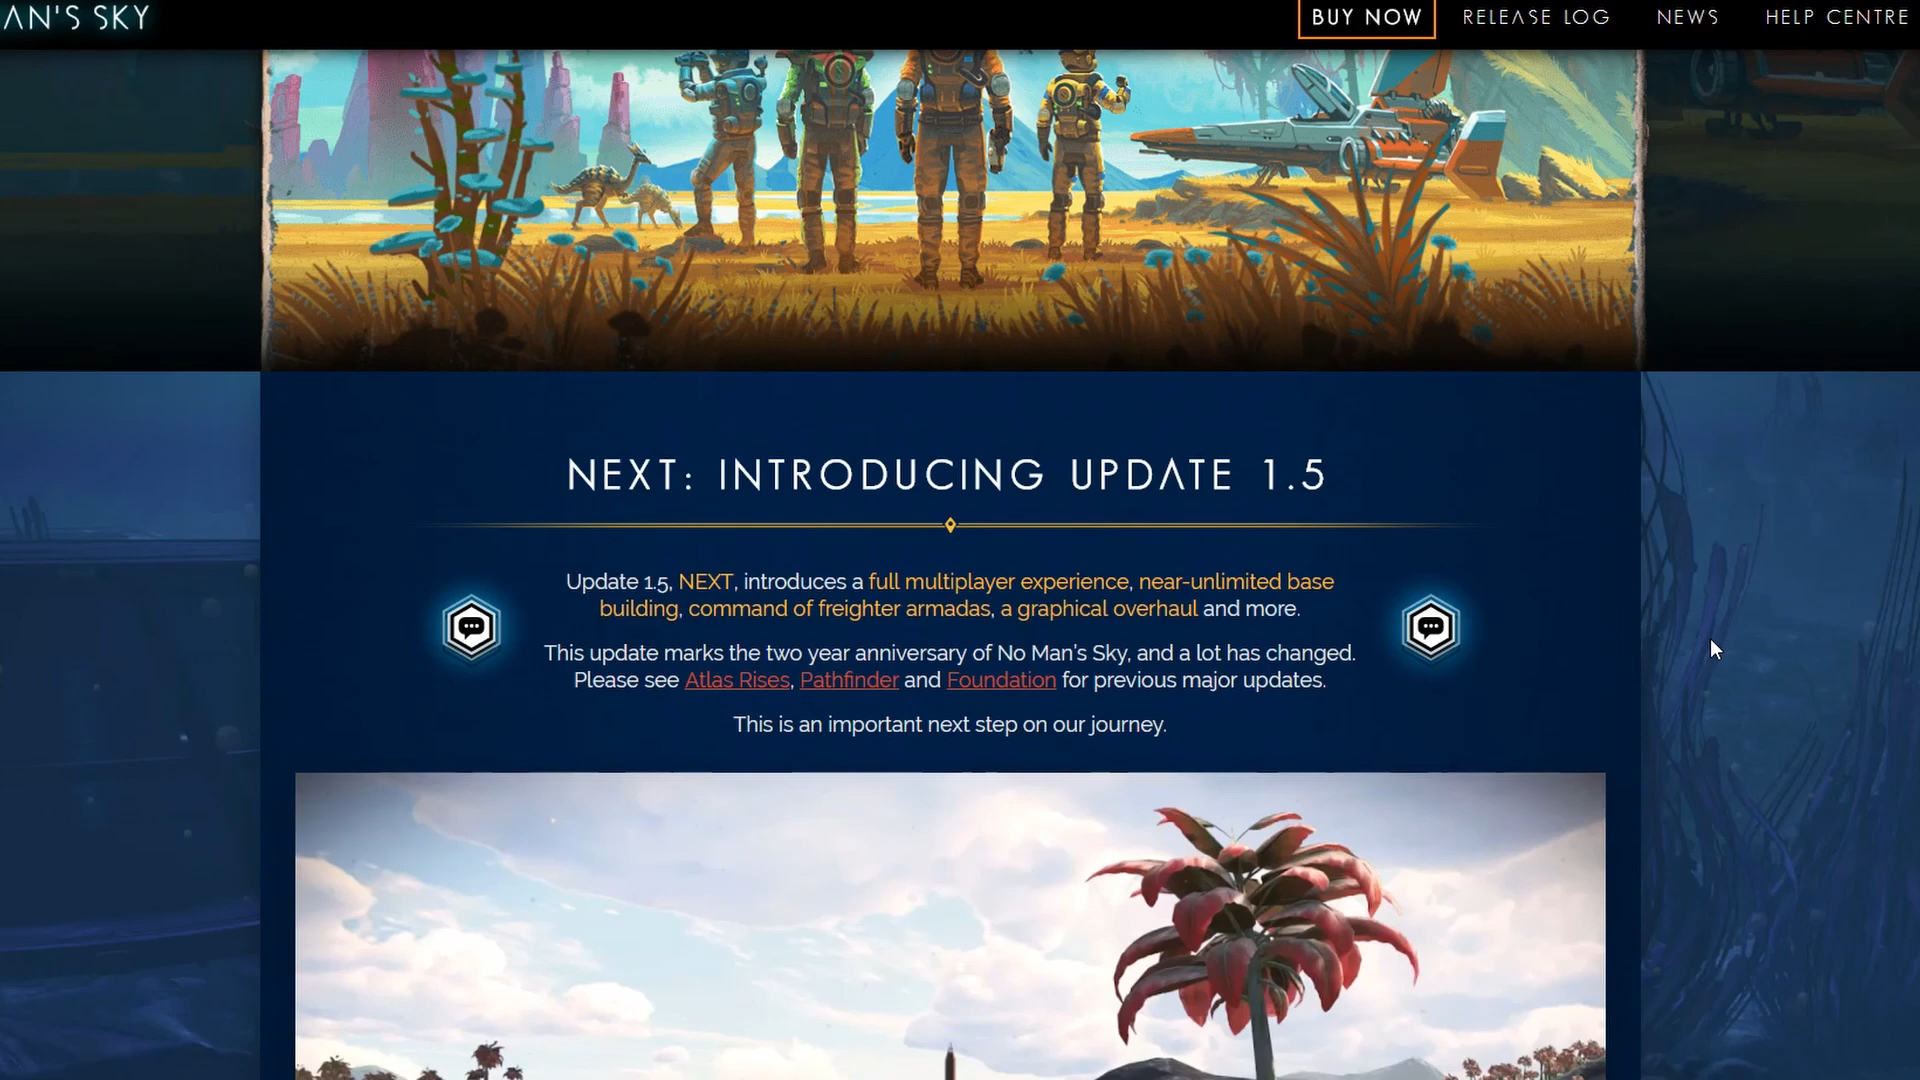 AN'S SKY
BUY NOW
RELEASE LOG
NEWS
HELP CENTRE
NEXT: INTRODUCING UPDATE 1.5
Update 1.5, NEXT, introduces a full multiplayer experience, near-unlimited base
building, command of freighter armadas, a graphical overhaul and more.
This update marks the two year anniversary of No Man's Sky, and a lot has changed.
Please see Atlas Rises, Pathfinder and Foundation for previous major updates.
This is an important next step on our journey.